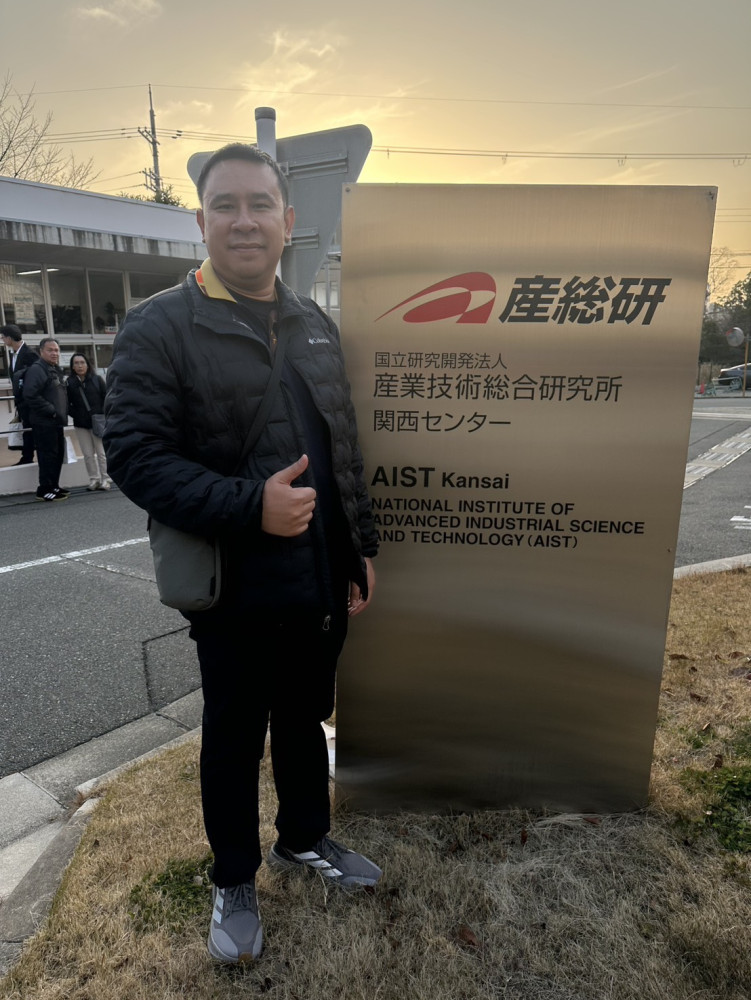 産総研
国立研究開発法人
産業技術総合研究所
関西センター
AIST Kansai
NATIONAL INSTITUTE OF
ADVANCED INDUSTRIAL SCIENCE
AND TECHNOLOGY (AIST)
Columbia